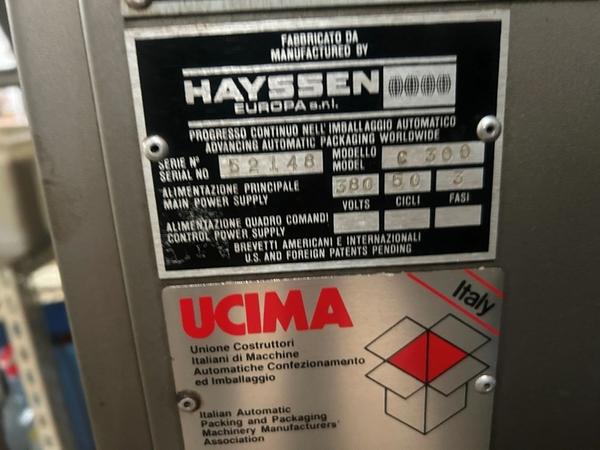 FABBRICATO DA
MANUFACTURED BY
HAYSSEN
EUROPA s.r.l.
PROGRESSO CONTINUO NELL'IMBALLAGGIO AUTOMATICO
ADVANCING AUTOMATIC PACKAGING WORLDWIDE
SERIE N° 52148 MODELLO C 300
SERIAL NO MODEL
ALIMENTAZIONE PRINCIPALE 380 50 3
MAIN POWER SUPPLY VOLTS CICLI FASI
ALIMENTAZIONE QUADRO COMANDI
CONTROL POWER SUPPLY
BREVETTI AMERICANI E INTERNAZIONALI
U.S. AND FOREIGN PATENTS PENDING
UCIMA
Italy
Unione Costruttori
Italiani di Macchine
Automatiche Confezionamento
ed Imballaggio
Italian Automatic
Packing and Packaging
Machinery Manufacturers'
Association